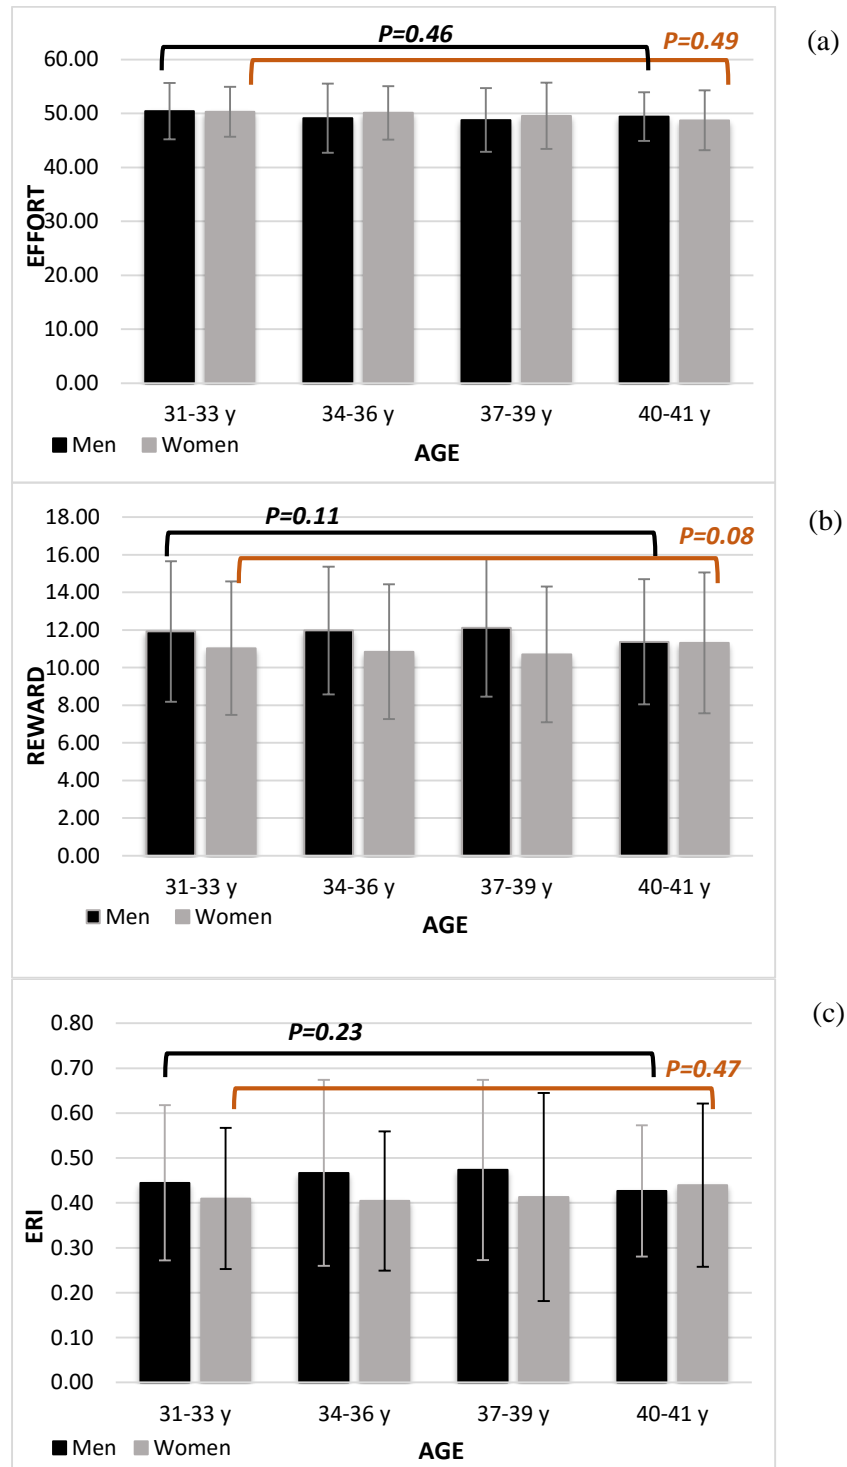 P=0.46
P=0.49
(a)
60.00
50.00
40.00
30.00
20.00
10.00
0.00
EFFORT
31-33 y 34-36 y 37-39 y 40-41 y
Men Women
AGE
18.00
P=0.11
P=0.08
(b)
16.00
14.00
12.00
10.00
8.00
6.00
4.00
2.00
0.00
REWARD
31-33 y 34-36 y 37-39 y 40-41 y
Men Women
AGE
0.80
P=0.23
P=0.47
(c)
0.70
0.60
0.50
0.40
0.30
0.20
0.10
0.00
ERI
31-33 y 34-36 y 37-39 y 40-41 y
Men Women
AGE